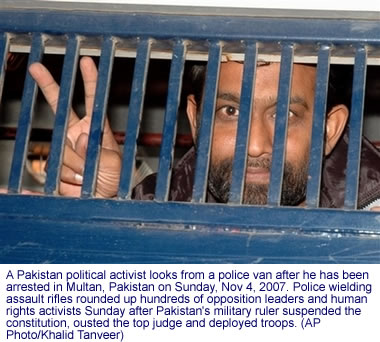 A Pakistan political activist looks from a police van after he has been
arrested in Multan, Pakistan on Sunday, Nov 4, 2007. Police wielding
assault rifles rounded up hundreds of opposition leaders and human
rights activists Sunday after Pakistan's military ruler suspended the
constitution, ousted the top judge and deployed troops. (AP
Photo/Khalid Tanveer)